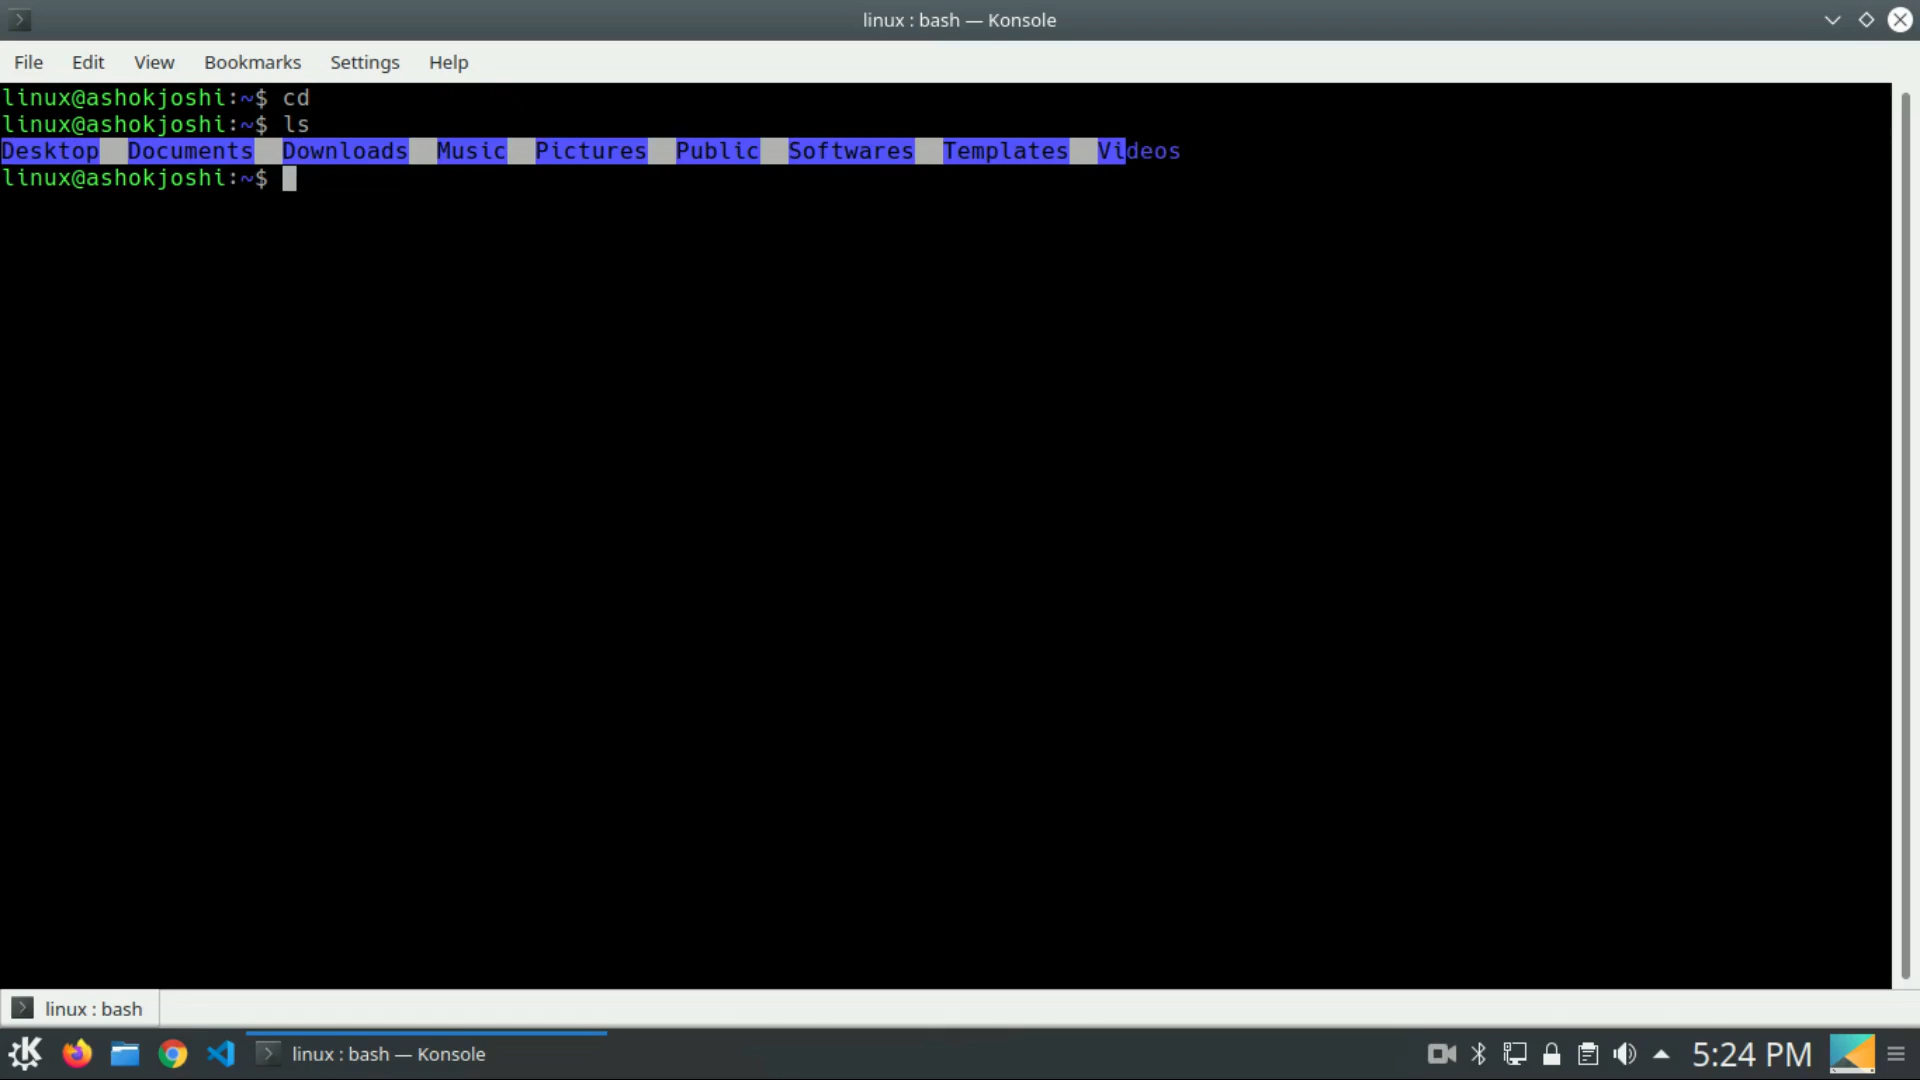 linux : bash — Konsole
File Edit View Bookmarks Settings Help
linux@ashokjoshi:~$ cd
linux@ashokjoshi:~$ ls
Desktop Documents Downloads Music Pictures Public Softwares Templates Videos
linux@ashokjoshi:~$
linux : bash
linux : bash — Konsole
5:24 PM